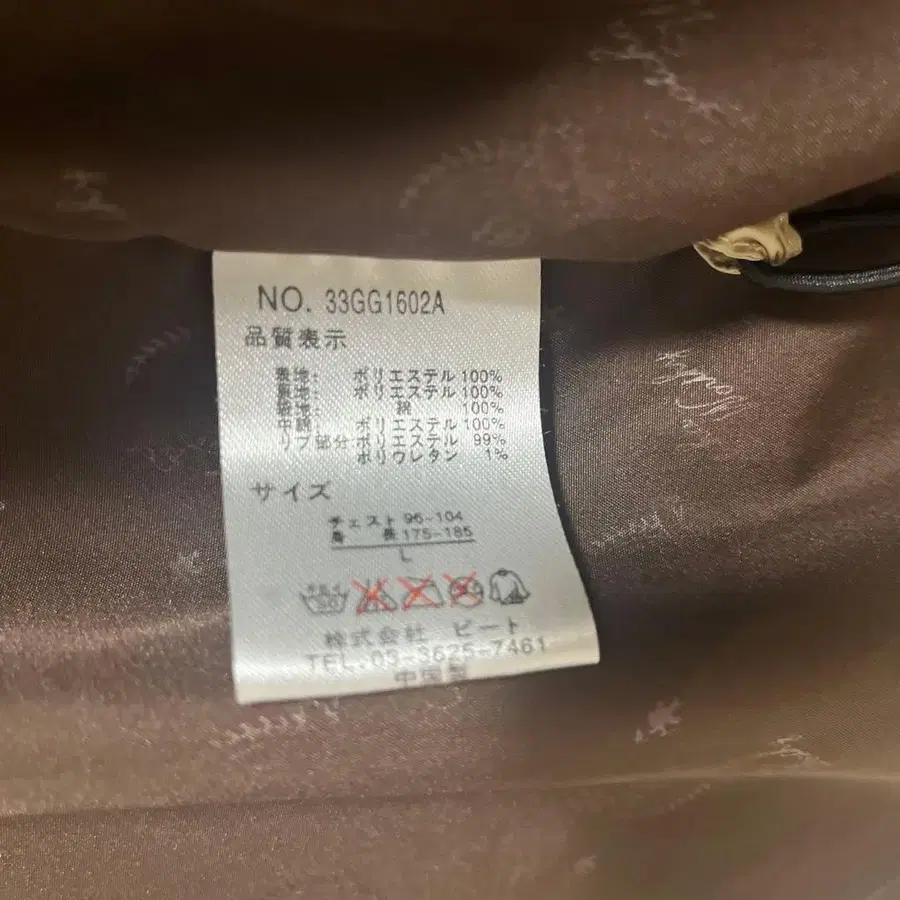 NO. 33GG1602A
品質表示
表地: ポリエステル 100%
裏地: ポリエステル 100%
袋地: 綿 100%
中綿: ポリエステル 100%
リブ部分: ポリエステル 99%
ポリウレタン 1%
サイズ
チェスト 96-104
身長 175-185
L
30
株式会社 ビート
TEL.03-3625-7461
中国製